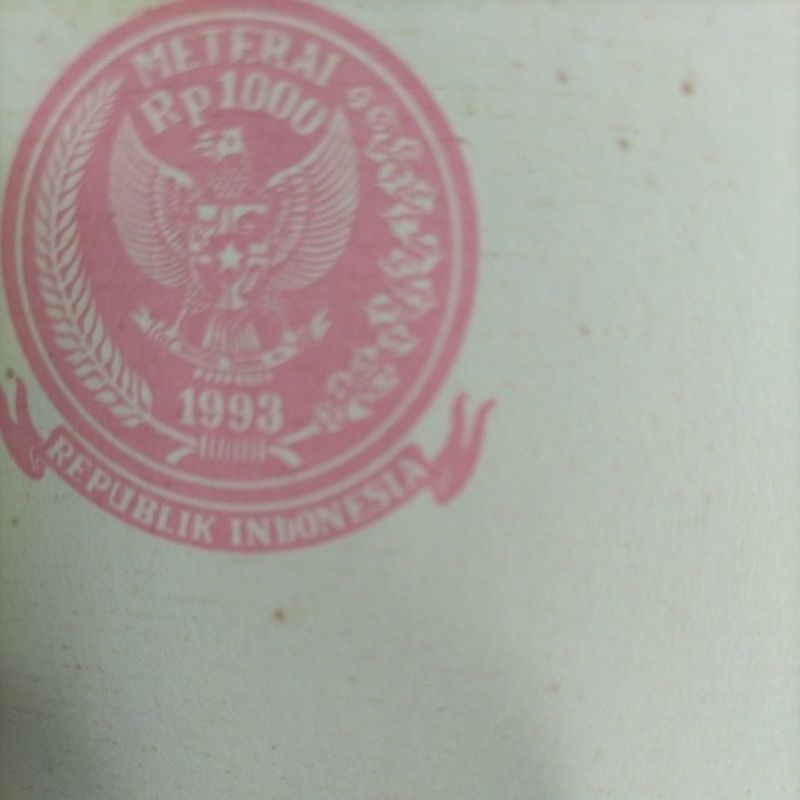 METERAI
Rp1000
1993
REPUBLIK INDONESIA